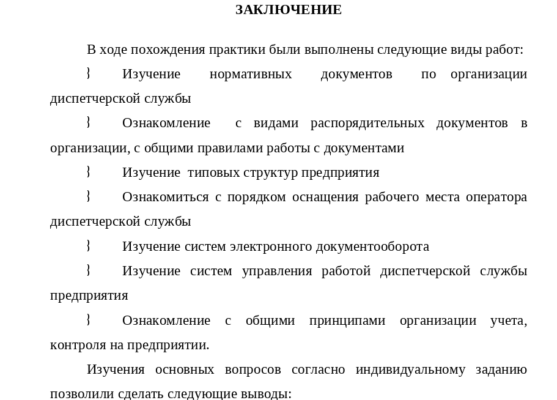 ЗАКЛЮЧЕНИЕ
В ходе похождения практики были выполнены следующие виды работ:
} Изучение нормативных документов по организации
диспетчерской службы
} Ознакомление с видами распорядительных документов в
организации, с общими правилами работы с документами
} Изучение типовых структур предприятия
} Ознакомиться с порядком оснащения рабочего места оператора
диспетчерской службы
} Изучение систем электронного документооборота
} Изучение систем управления работой диспетчерской службы
предприятия
} Ознакомление с общими принципами организации учета,
контроля на предприятии.
Изучения основных вопросов согласно индивидуальному заданию
позволили сделать следующие выводы: